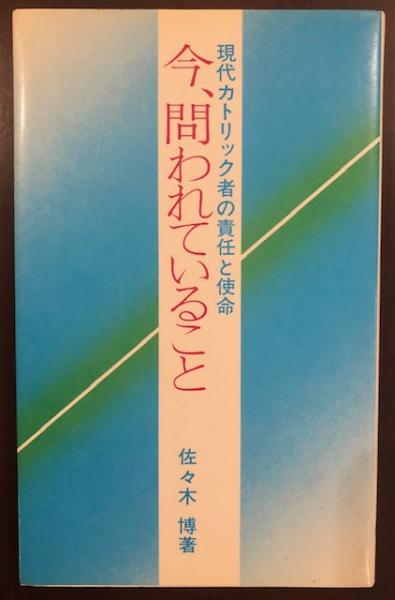 現代カトリック者の責任と使命
今、問われていること
佐々木 博著